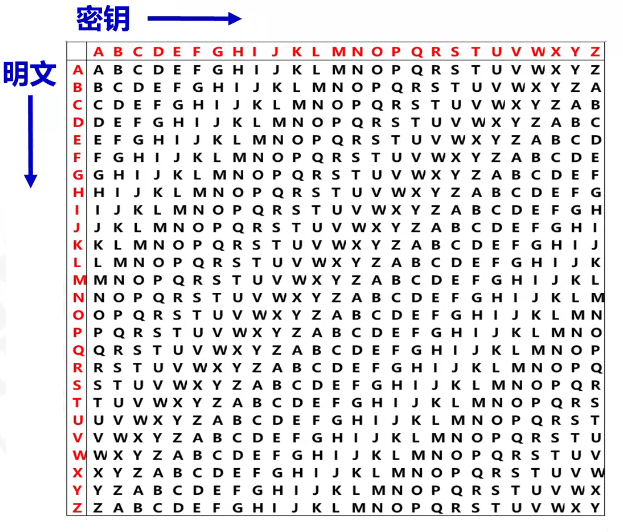 密钥
明文
A B C D E F G H I J K L M N O P Q R S T U V W X Y Z
A A B C D E F G H I J K L M N O P Q R S T U V W X Y Z
B B C D E F G H I J K L M N O P Q R S T U V W X Y Z A
C C D E F G H I J K L M N O P Q R S T U V W X Y Z A B
D D E F G H I J K L M N O P Q R S T U V W X Y Z A B C
E E F G H I J K L M N O P Q R S T U V W X Y Z A B C D
F F G H I J K L M N O P Q R S T U V W X Y Z A B C D E
G G H I J K L M N O P Q R S T U V W X Y Z A B C D E F
H H I J K L M N O P Q R S T U V W X Y Z A B C D E F G
I I J K L M N O P Q R S T U V W X Y Z A B C D E F G H
J J K L M N O P Q R S T U V W X Y Z A B C D E F G H I
K K L M N O P Q R S T U V W X Y Z A B C D E F G H I J
L L M N O P Q R S T U V W X Y Z A B C D E F G H I J K
M M N O P Q R S T U V W X Y Z A B C D E F G H I J K L
N N O P Q R S T U V W X Y Z A B C D E F G H I J K L M
O O P Q R S T U V W X Y Z A B C D E F G H I J K L M N
P P Q R S T U V W X Y Z A B C D E F G H I J K L M N O
Q Q R S T U V W X Y Z A B C D E F G H I J K L M N O P
R R S T U V W X Y Z A B C D E F G H I J K L M N O P Q
S S T U V W X Y Z A B C D E F G H I J K L M N O P Q R
T T U V W X Y Z A B C D E F G H I J K L M N O P Q R S
U U V W X Y Z A B C D E F G H I J K L M N O P Q R S T
V V W X Y Z A B C D E F G H I J K L M N O P Q R S T U
W W X Y Z A B C D E F G H I J K L M N O P Q R S T U V
X X Y Z A B C D E F G H I J K L M N O P Q R S T U V W
Y Y Z A B C D E F G H I J K L M N O P Q R S T U V W X
Z Z A B C D E F G H I J K L M N O P Q R S T U V W X Y